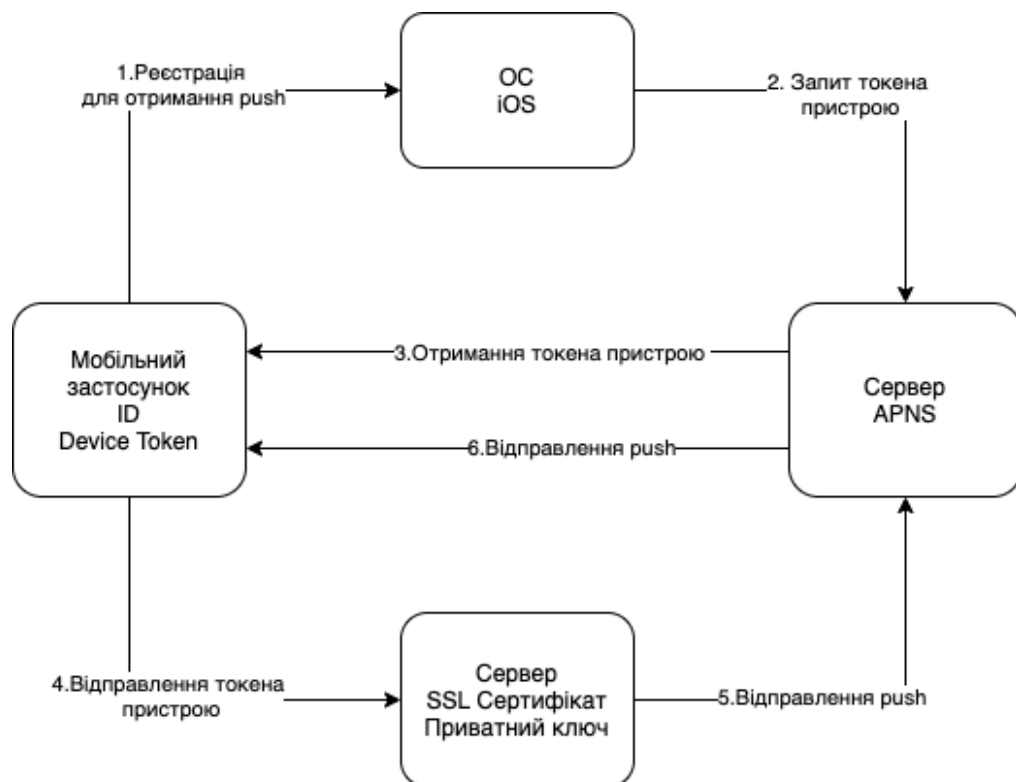 1.Реєстрація
для отримання push
ОС
iOS
2. Запит токена
пристрою
Мобільний
застосунок
ID
Device Token
3.Отримання токена пристрою
6.Відправлення push
Сервер
APNS
4.Відправлення токена
пристрою
Сервер
SSL Сертифікат
Приватний ключ
5.Відправлення push